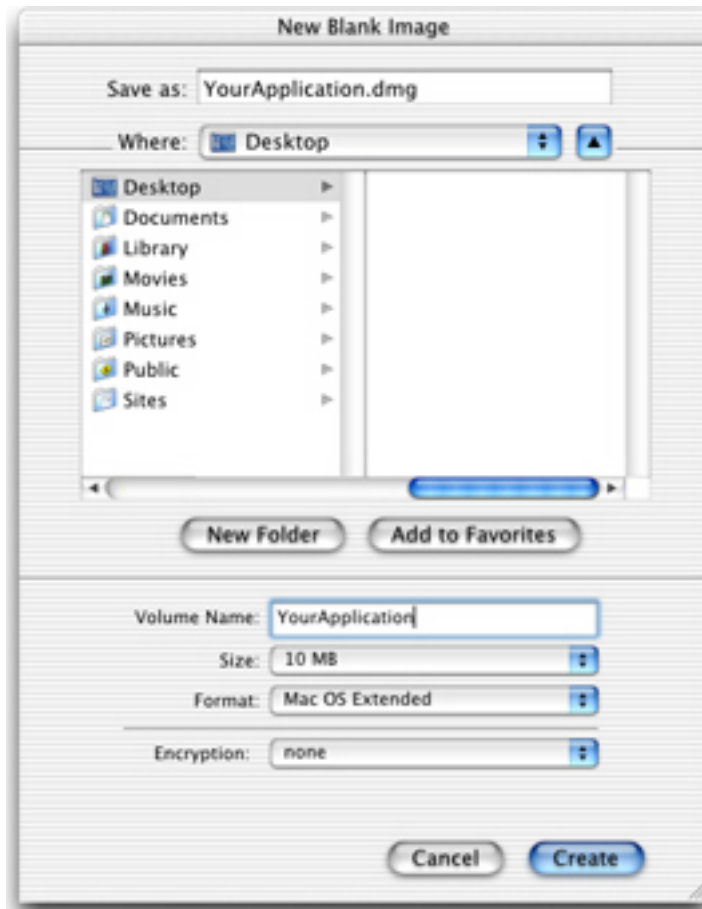 New Blank Image
Save as: YourApplication.dmg
Where: Desktop
Desktop
Documents
Library
Movies
Music
Pictures
Public
Sites
New Folder Add to Favorites
Volume Name: YourApplication
Size: 10 MB
Format: Mac OS Extended
Encryption: none
Cancel Create